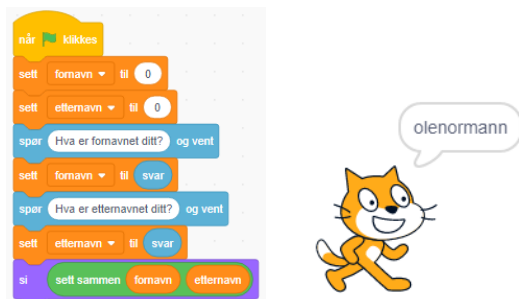 når klikkes
sett fornavn til 0
sett etternavn til 0
spør Hva er fornavnet ditt? og vent
sett fornavn til svar
spør Hva er etternavnet ditt? og vent
sett etternavn til svar
si sett sammen fornavn etternavn
olenormann